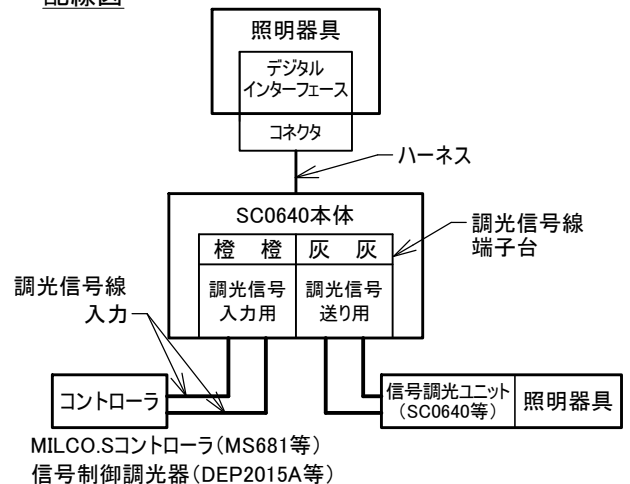 配線図
照明器具
デジタル
インターフェース
コネクタ
ハーネス
SC0640本体
調光信号線
端子台
橙 橙 灰 灰
調光信号
入力用
調光信号
送り用
調光信号線
入力
コントローラ
信号調光ユニット
(SC0640等)
照明器具
MILCO.Sコントローラ(MS681等)
信号制御調光器(DEP2015A等)